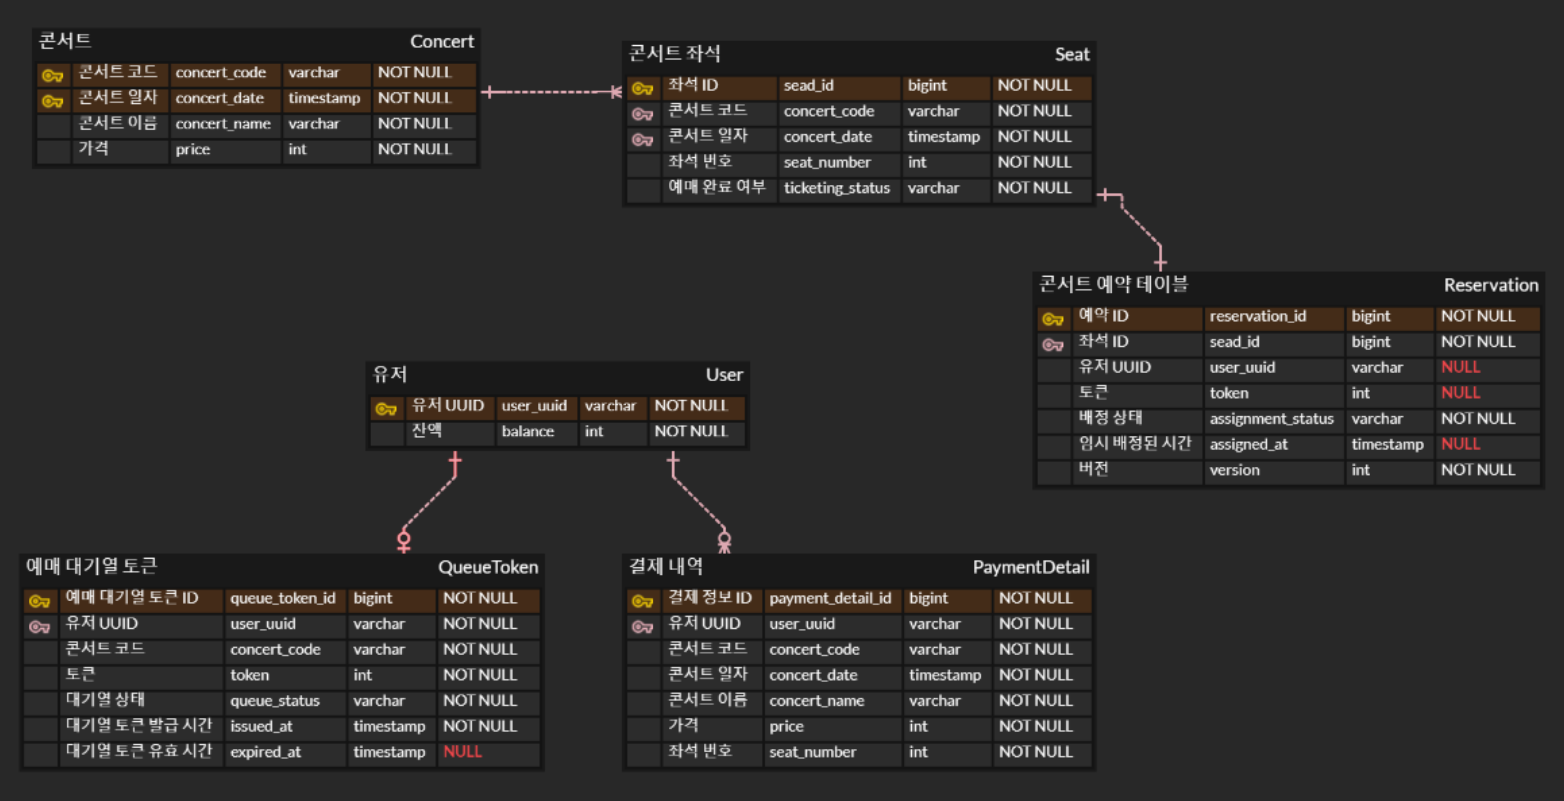 콘서트 Concert
콘서트 코드 concert_code varchar NOT NULL
콘서트 일자 concert_date timestamp NOT NULL
콘서트 이름 concert_name varchar NOT NULL
가격 price int NOT NULL
콘서트 좌석 Seat
좌석 ID sead_id bigint NOT NULL
콘서트 코드 concert_code varchar NOT NULL
콘서트 일자 concert_date timestamp NOT NULL
좌석 번호 seat_number int NOT NULL
예매 완료 여부 ticketing_status varchar NOT NULL
콘서트 예약 테이블 Reservation
예약 ID reservation_id bigint NOT NULL
좌석 ID sead_id bigint NOT NULL
유저 UUID user_uuid varchar NULL
토큰 token int NULL
배정 상태 assignment_status varchar NOT NULL
임시 배정된 시간 assigned_at timestamp NULL
버전 version int NOT NULL
유저 User
유저 UUID user_uuid varchar NOT NULL
잔액 balance int NOT NULL
예매 대기열 토큰 QueueToken
예매 대기열 토큰 ID queue_token_id bigint NOT NULL
유저 UUID user_uuid varchar NOT NULL
콘서트 코드 concert_code varchar NOT NULL
토큰 token int NOT NULL
대기열 상태 queue_status varchar NOT NULL
대기열 토큰 발급 시간 issued_at timestamp NOT NULL
대기열 토큰 유효 시간 expired_at timestamp NULL
결제 내역 PaymentDetail
결제 정보 ID payment_detail_id bigint NOT NULL
유저 UUID user_uuid varchar NOT NULL
콘서트 코드 concert_code varchar NOT NULL
콘서트 일자 concert_date timestamp NOT NULL
콘서트 이름 concert_name varchar NOT NULL
가격 price int NOT NULL
좌석 번호 seat_number int NOT NULL